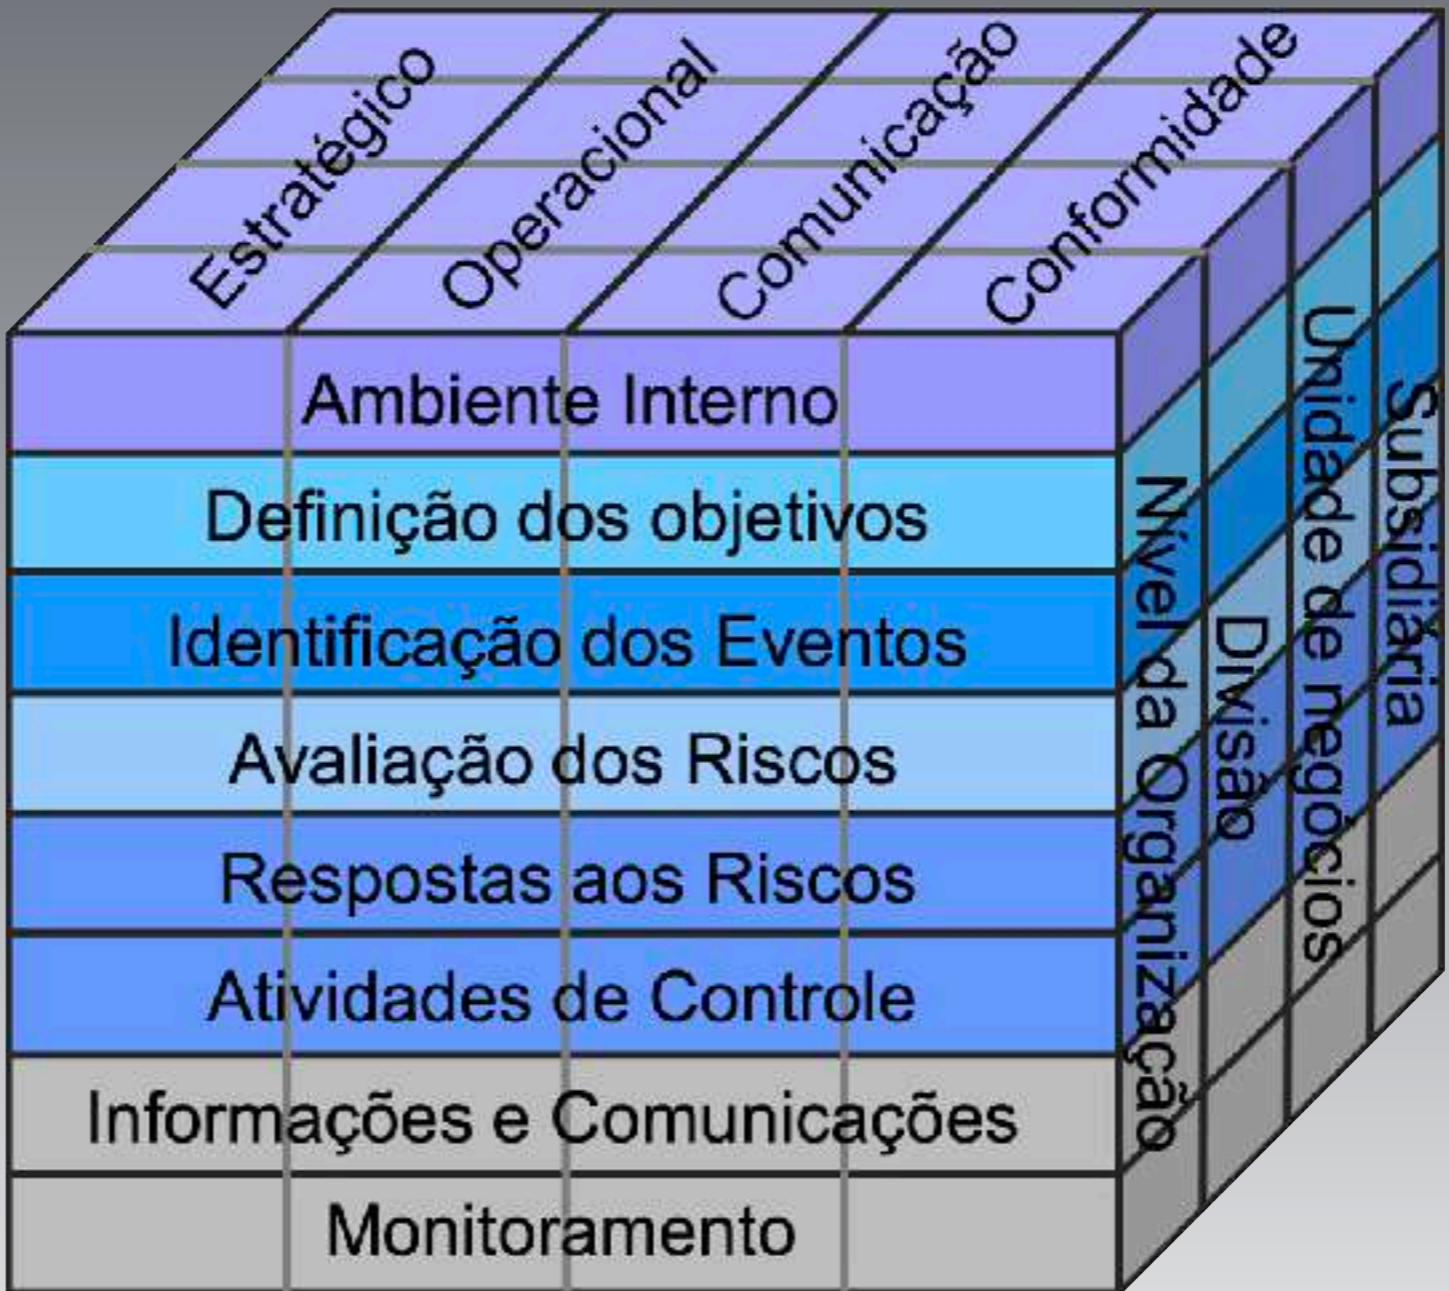 Estratégico
Operacional
Comunicação
Conformidade
Ambiente Interno
Definição dos objetivos
Identificação dos Eventos
Avaliação dos Riscos
Respostas aos Riscos
Atividades de Controle
Informações e Comunicações
Monitoramento
Nível da Organização
Divisão
Unidade de negócios
Subsidiária